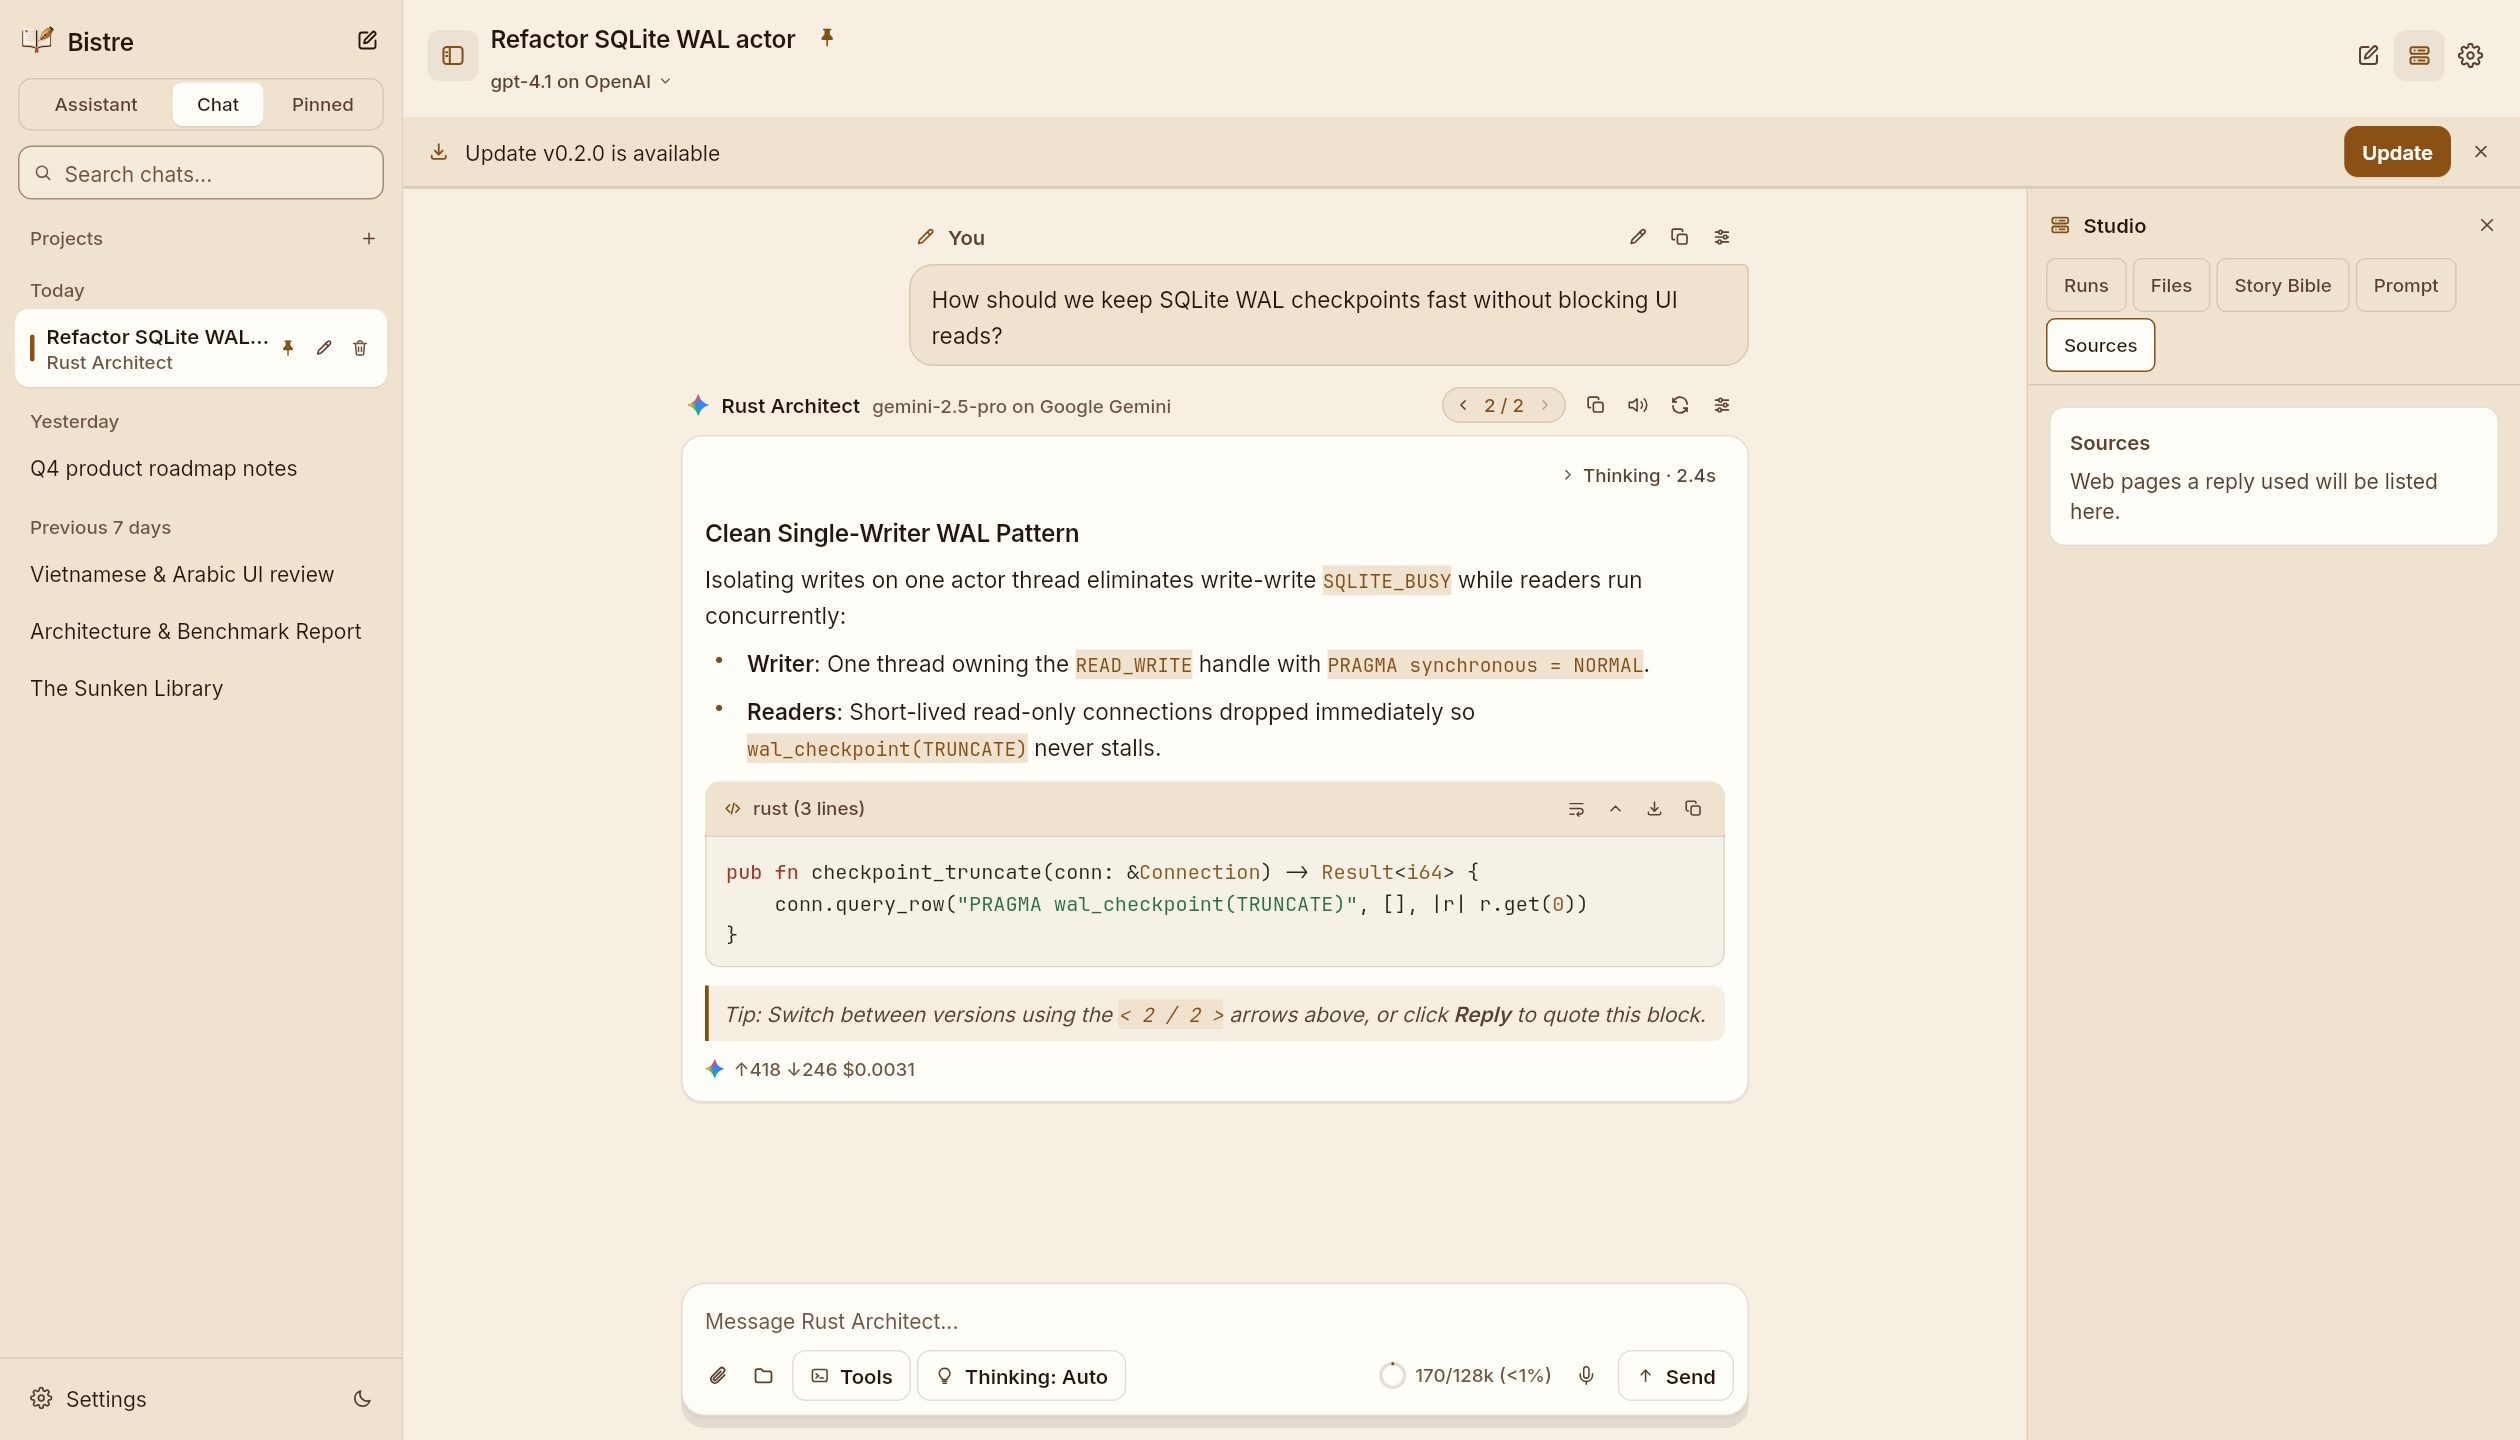 Bistre
Assistant
Chat
Pinned
Search chats...
Projects
Today
Refactor SQLite WAL...
Rust Architect
Yesterday
Q4 product roadmap notes
Previous 7 days
Vietnamese & Arabic UI review
Architecture & Benchmark Report
The Sunken Library
Settings
Refactor SQLite WAL actor
gpt-4.1 on OpenAI
Update v0.2.0 is available
Update
You
How should we keep SQLite WAL checkpoints fast without blocking UI
reads?
Rust Architect gemini-2.5-pro on Google Gemini
2 / 2
Thinking · 2.4s
Clean Single-Writer WAL Pattern
Isolating writes on one actor thread eliminates write-write SQLITE_BUSY while readers run
concurrently:
• Writer: One thread owning the READ_WRITE handle with PRAGMA synchronous = NORMAL.
• Readers: Short-lived read-only connections dropped immediately so
wal_checkpoint(TRUNCATE) never stalls.
rust (3 lines)
pub fn checkpoint_truncate(conn: &Connection) -> Result<i64> {
    conn.query_row("PRAGMA wal_checkpoint(TRUNCATE)", [], |r| r.get(0))
}
Tip: Switch between versions using the < 2 / 2 > arrows above, or click Reply to quote this block.
↑418 ↓246 $0.0031
Message Rust Architect...
Tools
Thinking: Auto
170/128k (<1%)
Send
Studio
Runs
Files
Story Bible
Prompt
Sources
Sources
Web pages a reply used will be listed
here.